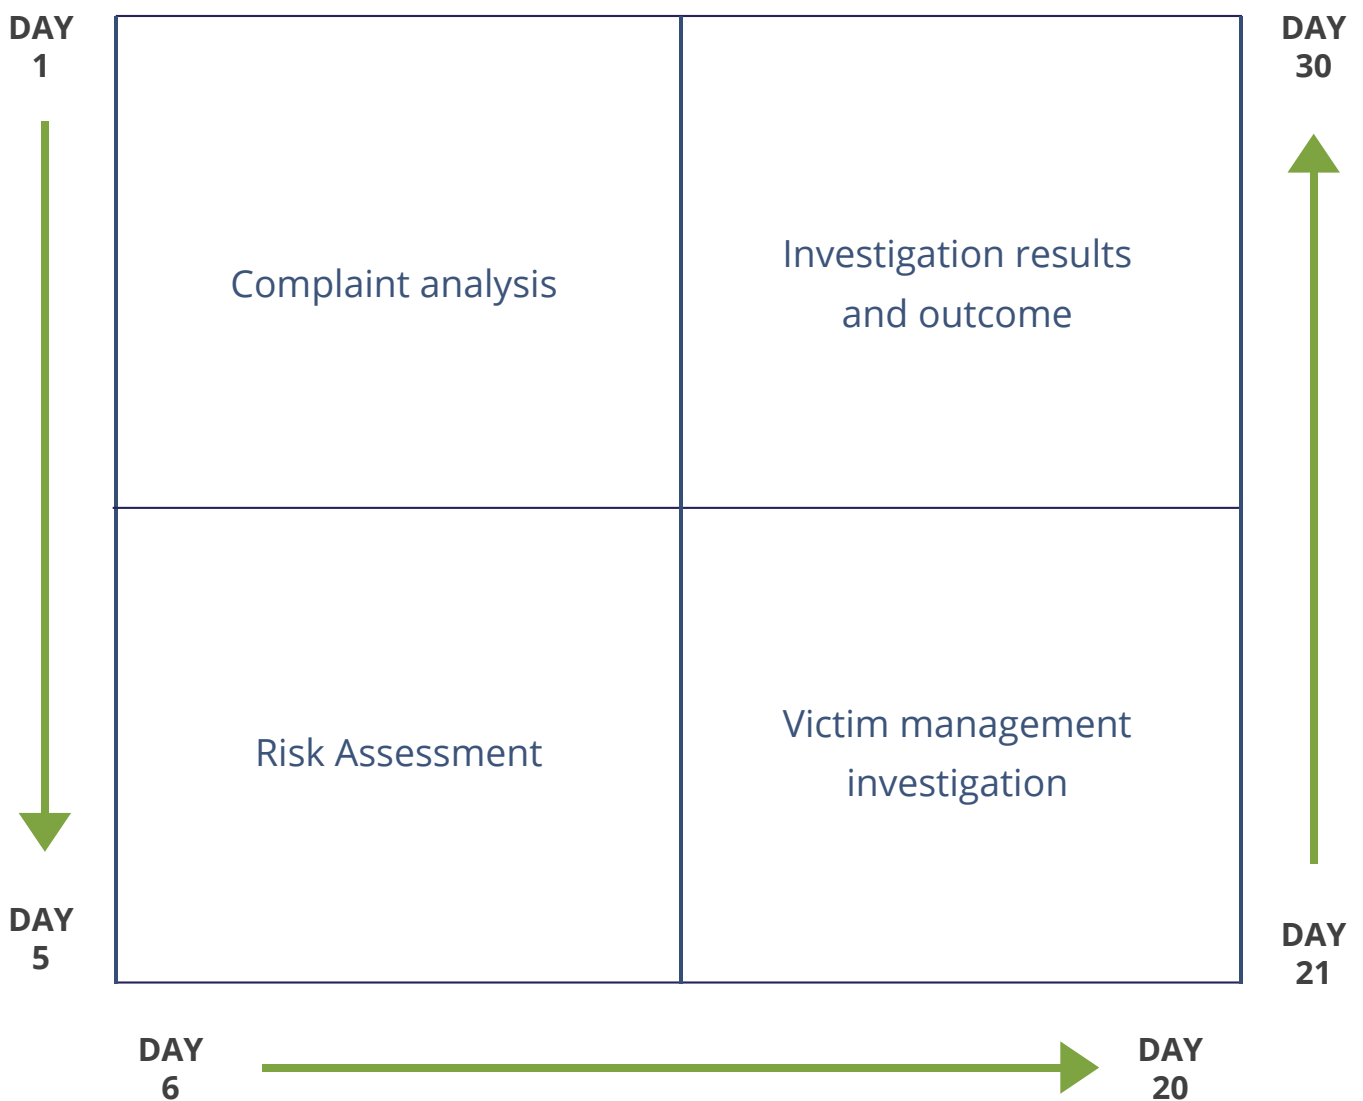 DAY
1
DAY
30
Complaint analysis
Investigation results
and outcome
Risk Assessment
Victim management
investigation
DAY
5
DAY
21
DAY
6
DAY
20